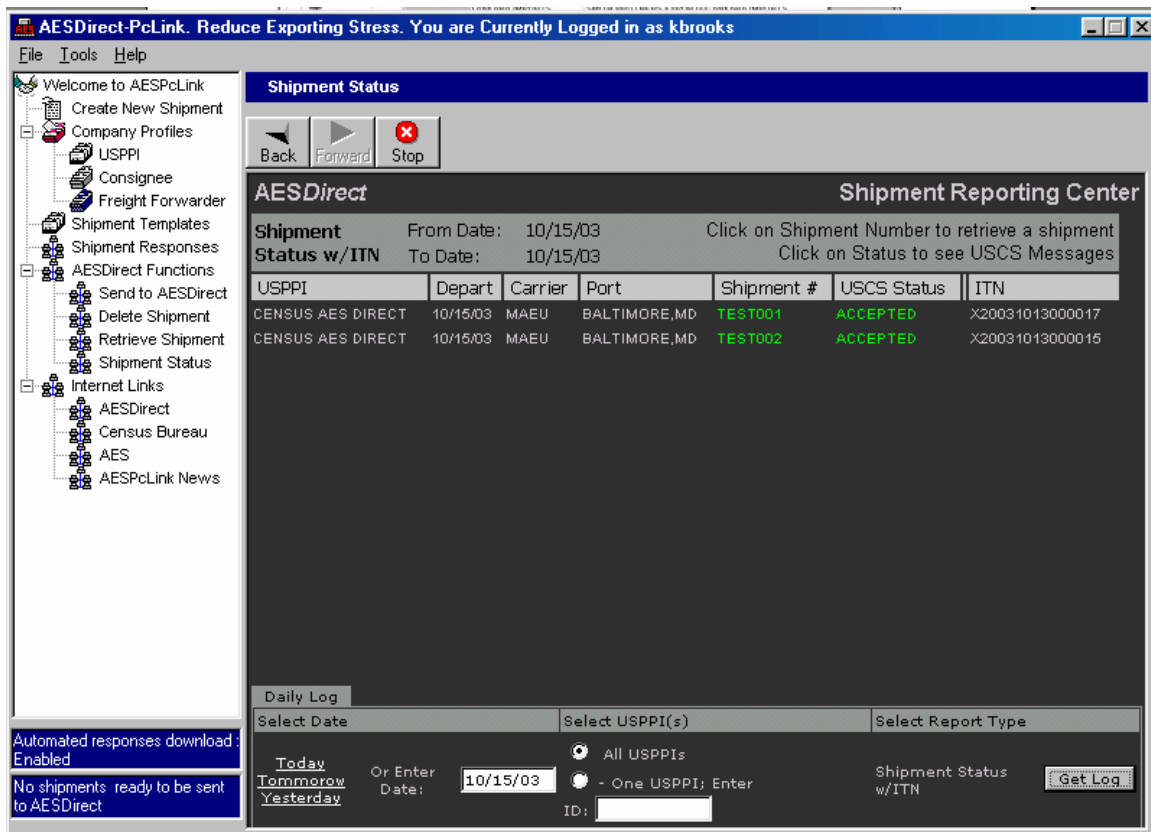 AESDirect-PcLink. Reduce Exporting Stress. You are Currently Logged in as kbrooks
File Tools Help
Welcome to AESPcLink
Create New Shipment
Company Profiles
USPPI
Consignee
Freight Forwarder
Shipment Templates
Shipment Responses
AESDirect Functions
Send to AESDirect
Delete Shipment
Retrieve Shipment
Shipment Status
Internet Links
AESDirect
Census Bureau
AES
AESPcLink News
Automated responses download :
Enabled
No shipments ready to be sent
to AESDirect
Shipment Status
Back Forward Stop
AESDirect Shipment Reporting Center
Shipment From Date: 10/15/03 Click on Shipment Number to retrieve a shipment
Status w/ITN To Date: 10/15/03 Click on Status to see USCS Messages
USPPI Depart Carrier Port Shipment # USCS Status ITN
CENSUS AES DIRECT 10/15/03 MAEU BALTIMORE,MD TEST001 ACCEPTED X20031013000017
CENSUS AES DIRECT 10/15/03 MAEU BALTIMORE,MD TEST002 ACCEPTED X20031013000015
Daily Log
Select Date Select USPPI(s) Select Report Type
Today
Tommorow
Yesterday
Or Enter
Date:
10/15/03
All USPPIs
- One USPPI; Enter
ID:
Shipment Status
w/ITN
Get Log